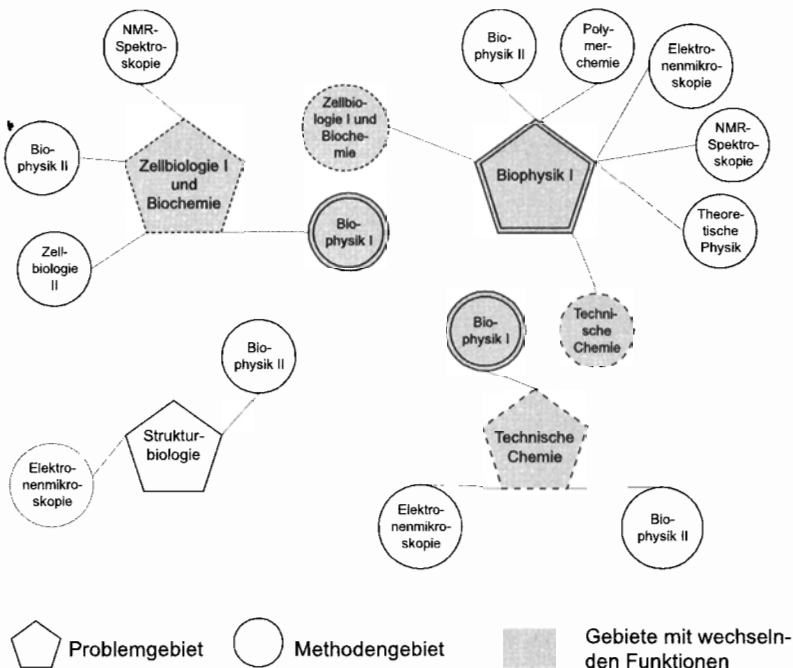 NMR-
Spektro-
skopie
Bio-
physik II
Zellbiologie I
und
Biochemie
Zell-
biologie
II
Zellbio-
logie I und
Bioche-
mie
Bio-
physik I
Bio-
physik II
Poly-
mer-
chemie
Elektro-
nenmikro-
skopie
Biophysik I
NMR-
Spektro-
skopie
Theore-
tische
Physik
Techni-
sche
Chemie
Bio-
physik II
Struktur-
biologie
Elektro-
nenmikro-
skopie
Bio-
physik I
Technische
Chemie
Elektro-
nenmikro-
skopie
Bio-
physik II
Problemgebiet
Methodengebiet
Gebiete mit wechseln-
den Funktionen